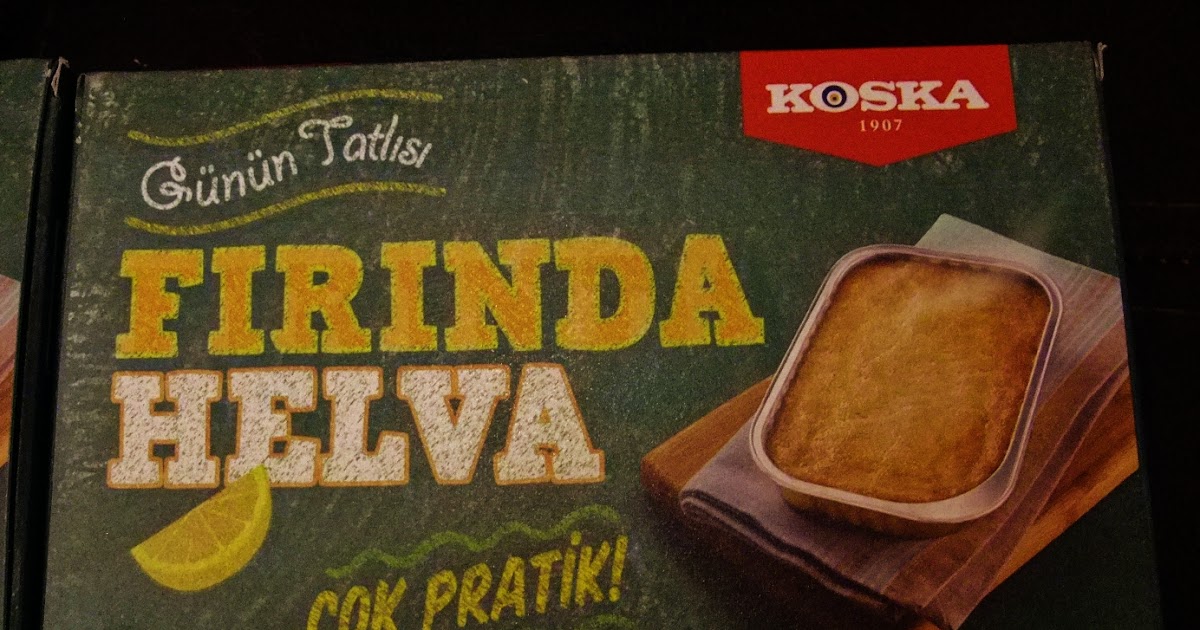 KOSKA
1907
Günün Tatlısı
FIRINDA
HELVA
ÇOK PRATİK!